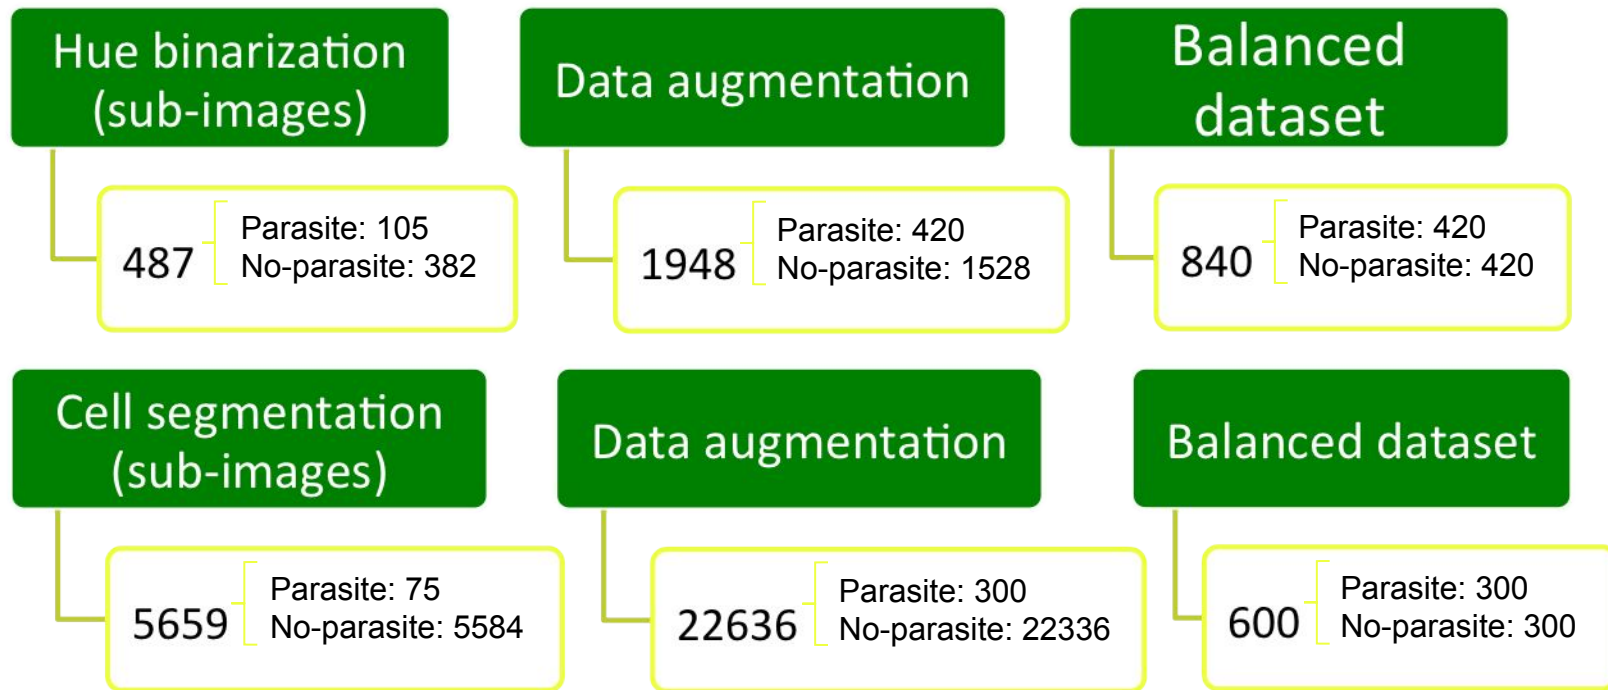 Hue binarization
(sub-images)
487
Parasite: 105
No-parasite: 382
Data augmentation
1948
Parasite: 420
No-parasite: 1528
Balanced
dataset
840
Parasite: 420
No-parasite: 420
Cell segmentation
(sub-images)
5659
Parasite: 75
No-parasite: 5584
Data augmentation
22636
Parasite: 300
No-parasite: 22336
Balanced dataset
600
Parasite: 300
No-parasite: 300